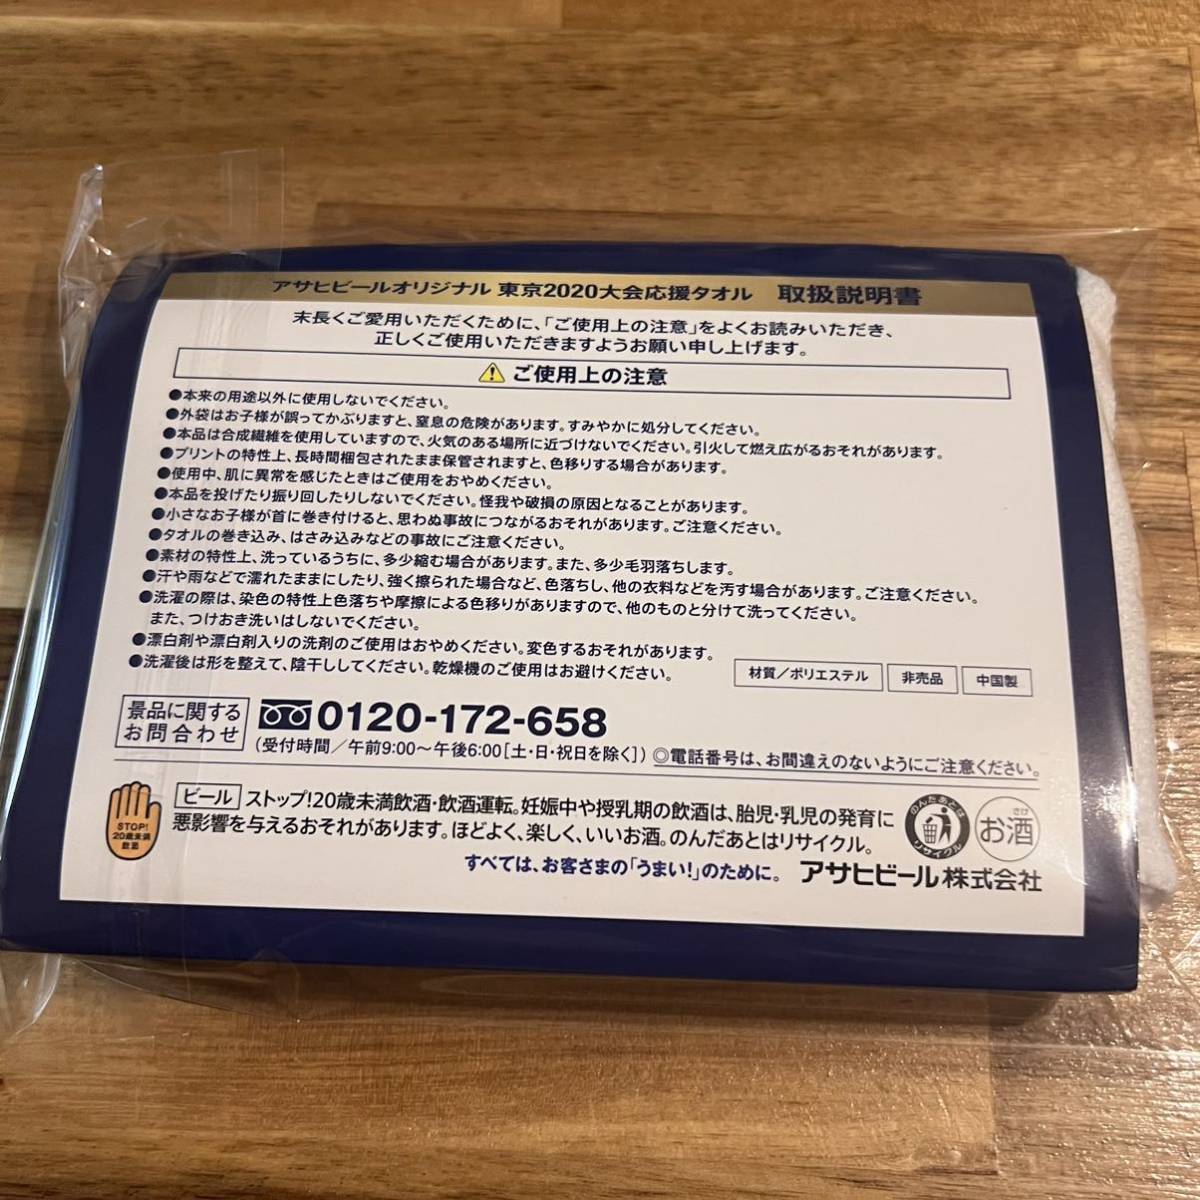 アサヒビールオリジナル 東京2020大会応援タオル 取扱説明書
末長くご愛用いただくために、「ご使用上の注意」をよくお読みいただき、
正しくご使用いただきますようお願い申し上げます。
ご使用上の注意
●本来の用途以外に使用しないでください。
●外袋はお子様が誤ってかぶりますと、窒息の危険があります。すみやかに処分してください。
●本品は合成繊維を使用していますので、火気のある場所に近づけないでください。引火して燃え広がるおそれがあります。
●プリントの特性上、長時間梱包されたまま保管されますと、色移りする場合があります。
●使用中、肌に異常を感じたときはご使用をおやめください。
●本品を投げたり振り回したりしないでください。怪我や破損の原因となることがあります。
●小さなお子様が首に巻き付けると、思わぬ事故につながるおそれがあります。ご注意ください。
●タオルの巻き込み、はさみ込みなどの事故にご注意ください。
●素材の特性上、洗っているうちに、多少縮む場合があります。また、多少毛羽落ちします。
●汗や雨などで濡れたままにしたり、強く擦られた場合など、色落ちし、他の衣料などを汚す場合があります。ご注意ください。
●洗濯の際は、染色の特性上色落ちや摩擦による色移りがありますので、他のものと分けて洗ってください。
また、つけおき洗いはしないでください。
●漂白剤や漂白剤入りの洗剤のご使用はおやめください。変色するおそれがあります。
●洗濯後は形を整えて、陰干ししてください。乾燥機のご使用はお避けください。
材質/ポリエステル 非売品 中国製
景品に関する
お問合わせ
0120-172-658
(受付時間/午前9:00〜午後6:00[土・日・祝日を除く]) ◎電話番号は、お間違えのないようにご注意ください。
STOP!
20歳未満
飲酒
ビール ストップ!20歳未満飲酒・飲酒運転。妊娠中や授乳期の飲酒は、胎児・乳児の発育に
悪影響を与えるおそれがあります。ほどよく、楽しく、いいお酒。のんだあとはリサイクル。
のんだあとは
リサイクル
さけ
お酒
すべては、お客さまの「うまい!」のために。 アサヒビール株式会社